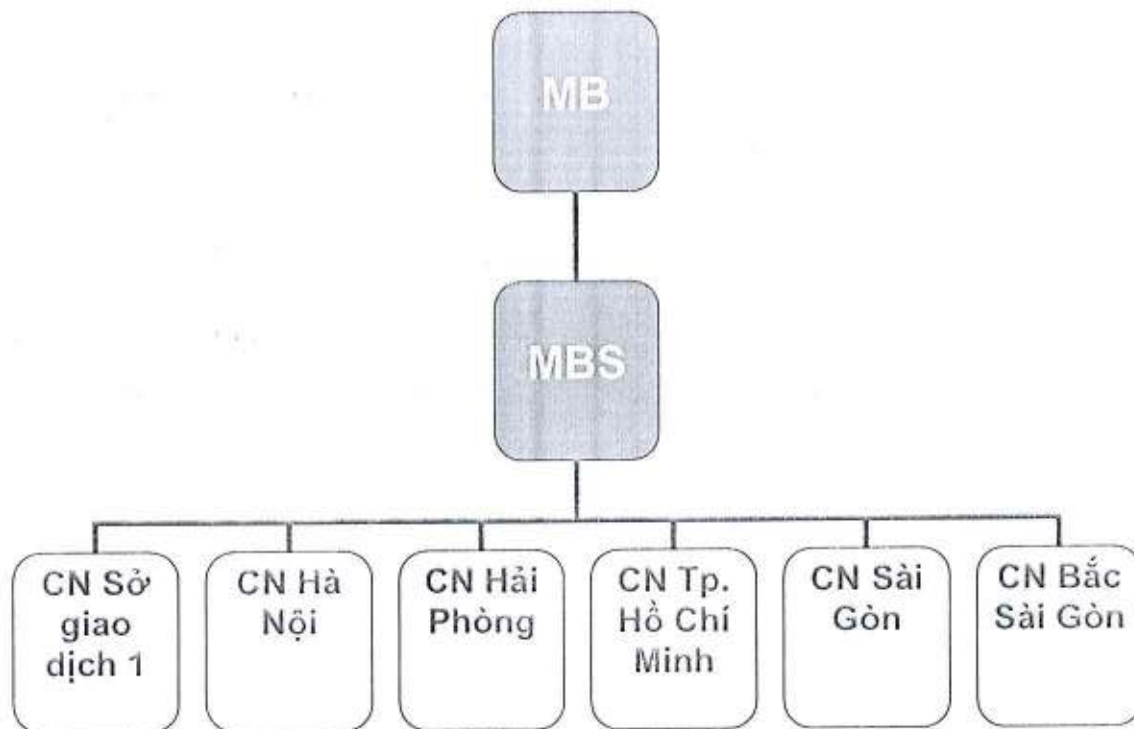 MB
MBS
CN Sở
giao
dịch 1
CN Hà
Nội
CN Hải
Phòng
CN Tp.
Hồ Chí
Minh
CN Sài
Gòn
CN Bắc
Sài Gòn